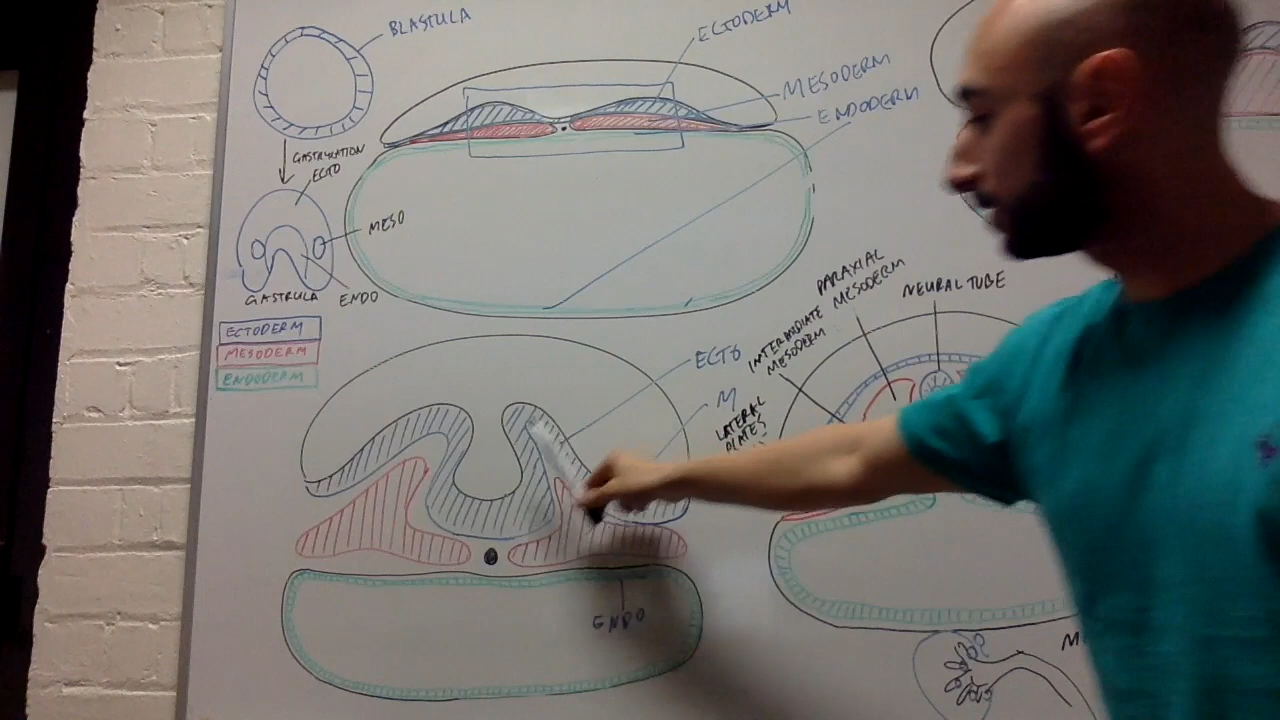 BLASTULA
GASTRULATION
ECTO
MESO
ENDO
GASTRULA
ECTODERM
MESODERM
ENDODERM
ECTODERM
MESODERM
ENDODERM
ECTO
M
ENDO
LATERAL
PLATES
INTERMIDIATE
MESODERM
PARAXIAL
MESODERM
NEURAL TUBE
M